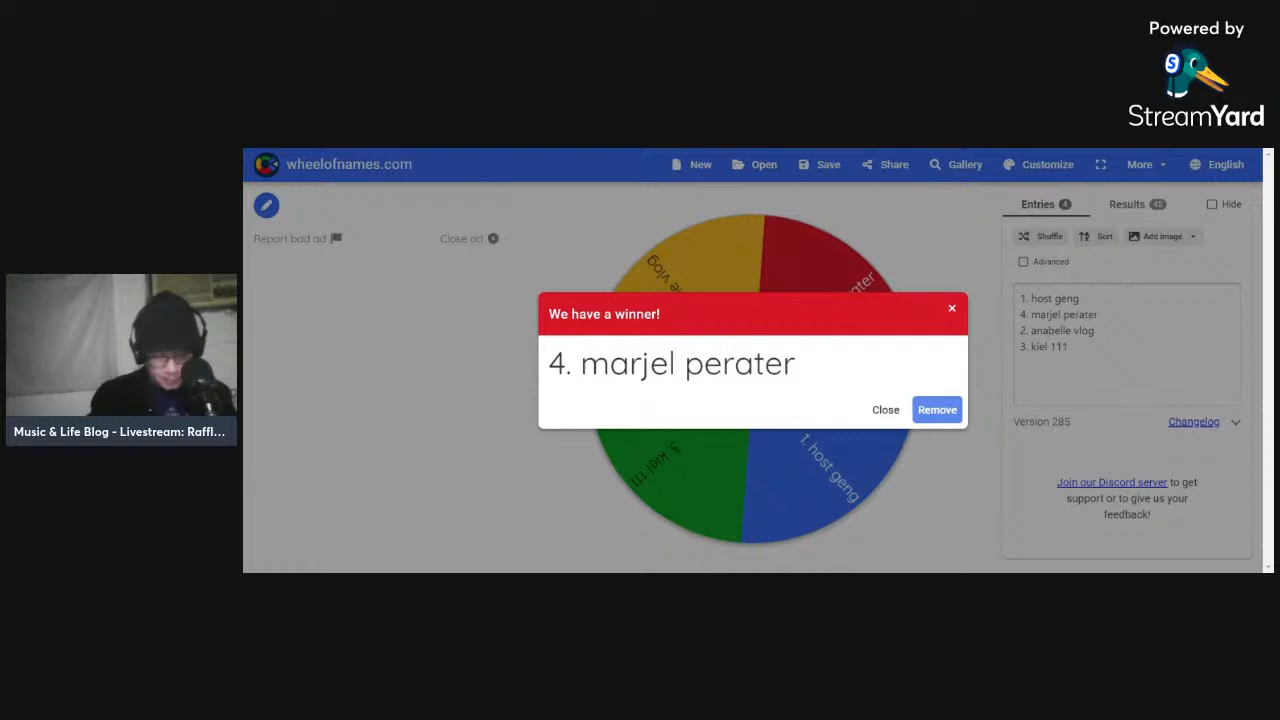 Powered by
StreamYard
wheelofnames.com
New
Open
Save
Share
Gallery
Customize
More
English
Entries 4
Results 45
Hide
Report bad ad
Close ad
Shuffle
Sort
Add image
Advanced
1. host geng
4. marjel perater
2. anabelle vlog
3. kiel 111
We have a winner!
4. marjel perater
Close
Remove
3. kiel 111
1. host geng
Version 285
Changelog
Join our Discord server to get
support or to give us your
feedback!
Music & Life Blog - Livestream: Raffl...